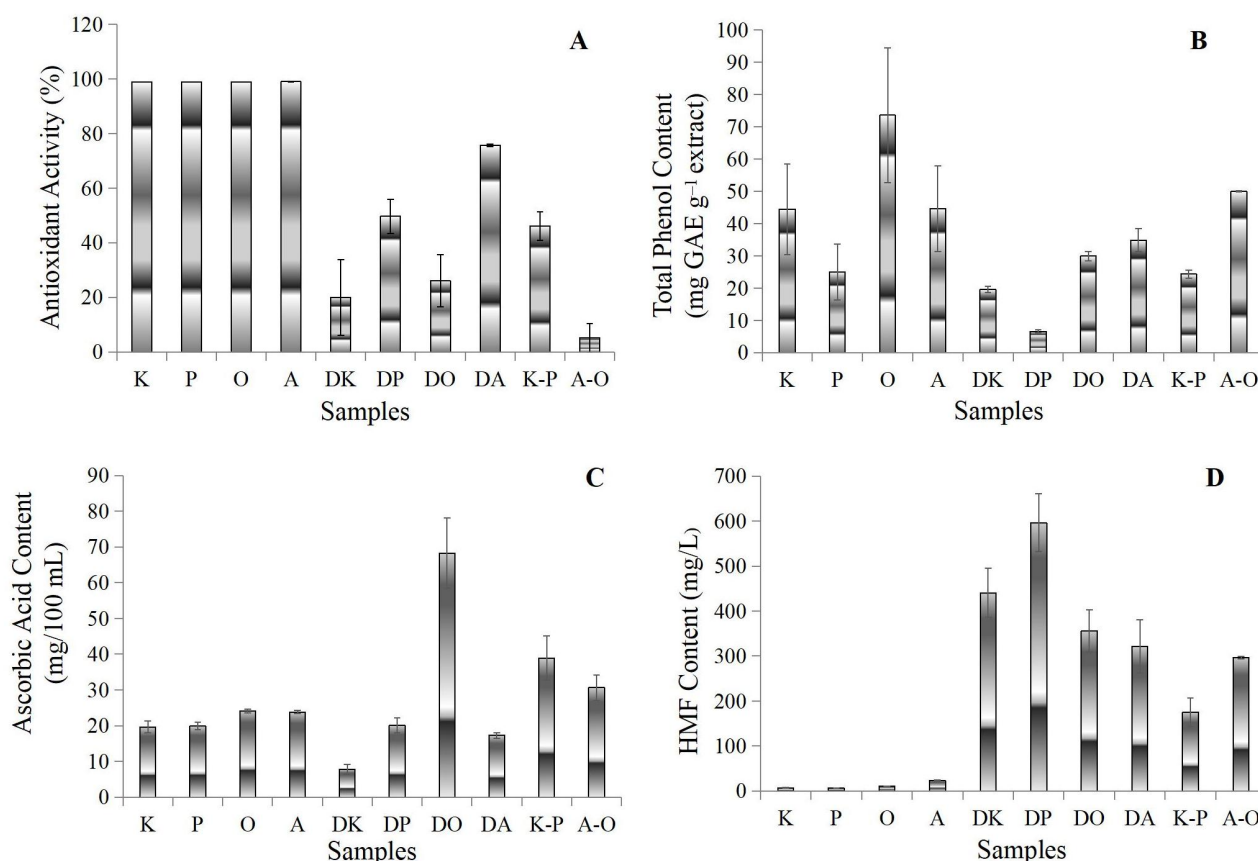 A
Antioxidant Activity (%)
120
100
80
60
40
20
0
K P O A DK DP DO DA K-P A-O
Samples
B
Total Phenol Content
(mg GAE g⁻¹ extract)
100
90
80
70
60
50
40
30
20
10
0
K P O A DK DP DO DA K-P A-O
Samples
C
Ascorbic Acid Content
(mg/100 mL)
90
80
70
60
50
40
30
20
10
0
K P O A DK DP DO DA K-P A-O
Samples
D
HMF Content (mg/L)
700
600
500
400
300
200
100
0
K P O A DK DP DO DA K-P A-O
Samples